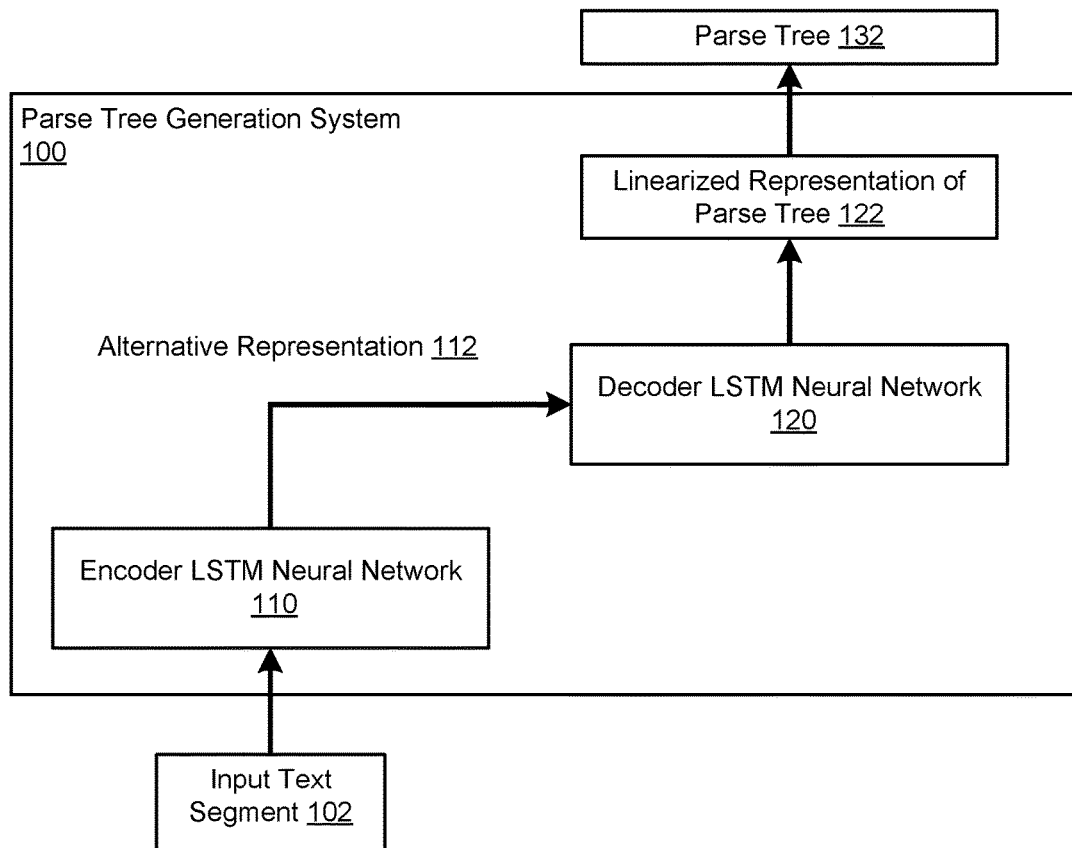 Parse Tree 132
Parse Tree Generation System
100
Linearized Representation of
Parse Tree 122
Alternative Representation 112
Decoder LSTM Neural Network
120
Encoder LSTM Neural Network
110
Input Text
Segment 102